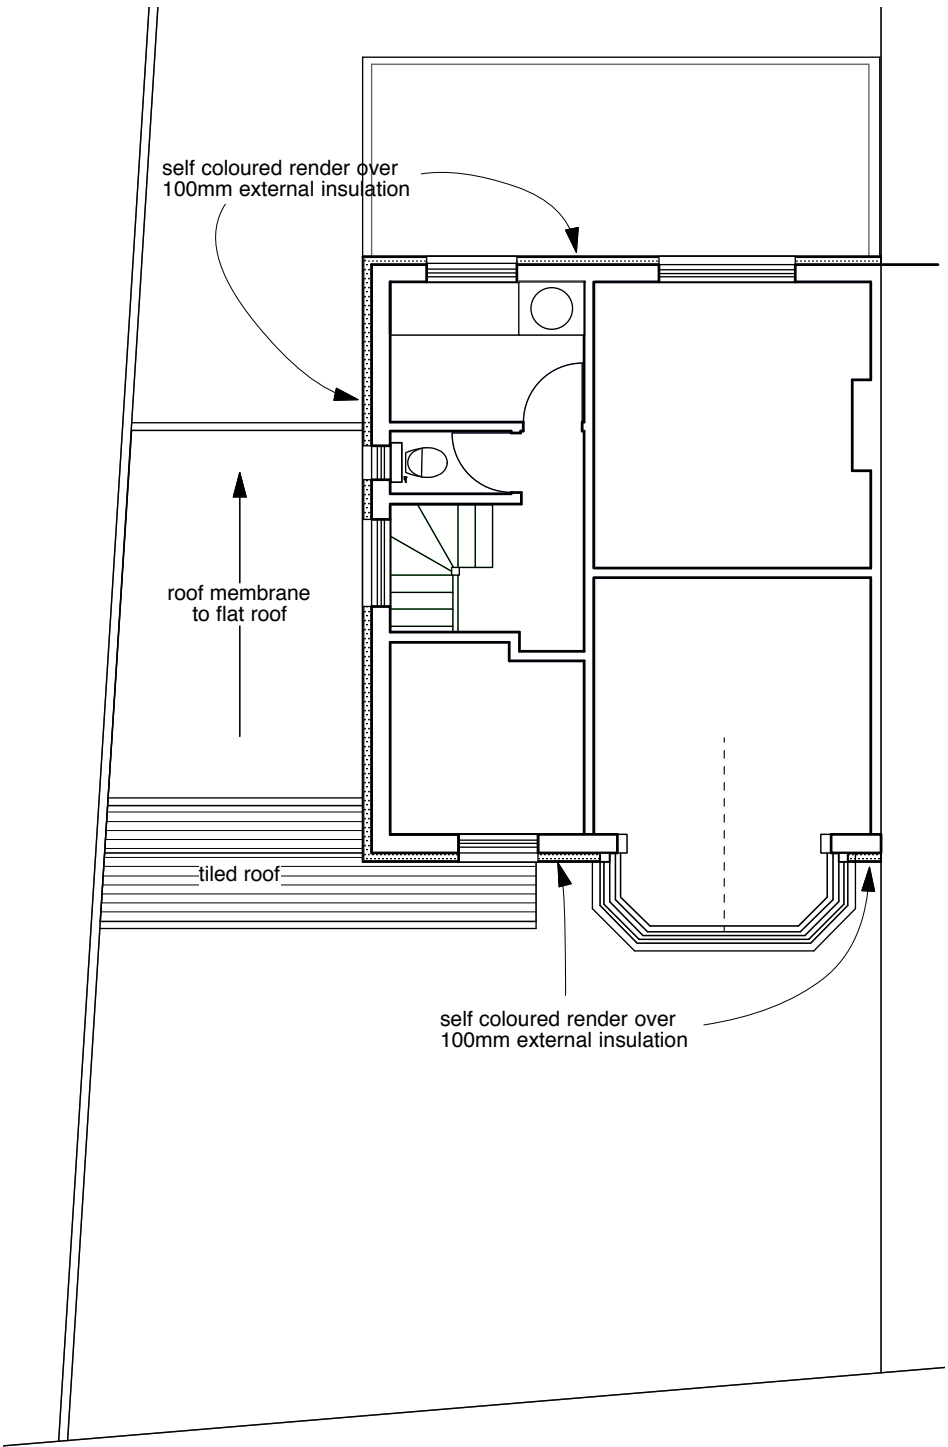 self coloured render over
100mm external insulation
roof membrane
to flat roof
tiled roof
self coloured render over
100mm external insulation